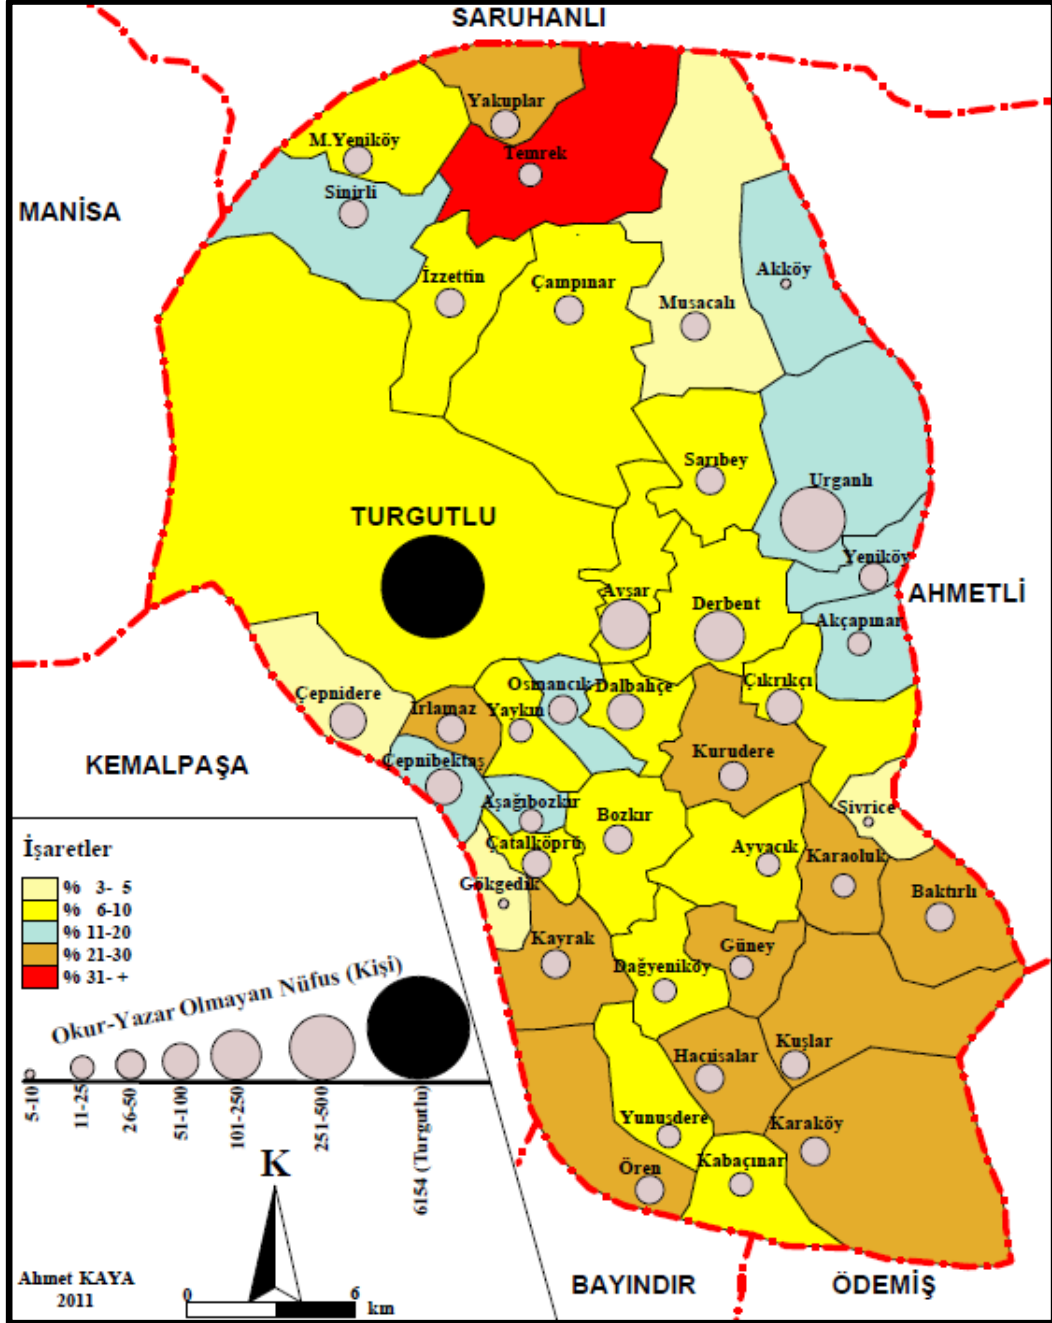 SARUHANLI
Yakuplar
M.Yeniköy
Temrek
Sinirli
MANİSA
Akköy
İzzettin
Çampınar
Musacalı
Sarıbey
Urganlı
TURGUTLU
Yeniköy
AHMETLİ
Avşar
Derbent
Akçapınar
Çıkrıkçı
Osmancık
Dalbahçe
Çepnidere
Irlamaz
Yaykın
Kurudere
KEMALPAŞA
Çepnibektaş
Aşağıbozkır
Sivrice
Bozkır
Çatalköprü
Ayvacık
Karaoluk
Gökgedik
Baktırlı
Kayrak
Güney
Dağyeniköy
Hacıisalar
Kuşlar
Yunusdere
Karaköy
Ören
Kabaçınar
İşaretler
% 3- 5
% 6-10
% 11-20
% 21-30
% 31- +
Okur-Yazar Olmayan Nüfus (Kişi)
5-10
11-25
26-50
51-100
101-250
251-500
6154 (Turgutlu)
K
Ahmet KAYA
2011
0
6
km
BAYINDIR
ÖDEMİŞ